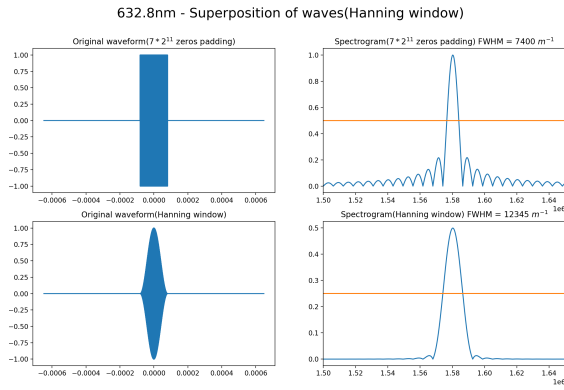 632.8nm - Superposition of waves(Hanning window)
Original waveform(7 * 2¹¹ zeros padding)
Spectrogram(7 * 2¹¹ zeros padding) FWHM = 7400 m⁻¹
1.00
0.75
0.50
0.25
0.00
−0.25
−0.50
−0.75
−1.00
−0.0006 −0.0004 −0.0002 0.0000 0.0002 0.0004 0.0006
1.0
0.8
0.6
0.4
0.2
0.0
1.50 1.52 1.54 1.56 1.58 1.60 1.62 1.64
1e6
Original waveform(Hanning window)
Spectrogram(Hanning window) FWHM = 12345 m⁻¹
1.00
0.75
0.50
0.25
0.00
−0.25
−0.50
−0.75
−1.00
−0.0006 −0.0004 −0.0002 0.0000 0.0002 0.0004 0.0006
0.5
0.4
0.3
0.2
0.1
0.0
1.50 1.52 1.54 1.56 1.58 1.60 1.62 1.64
1e6